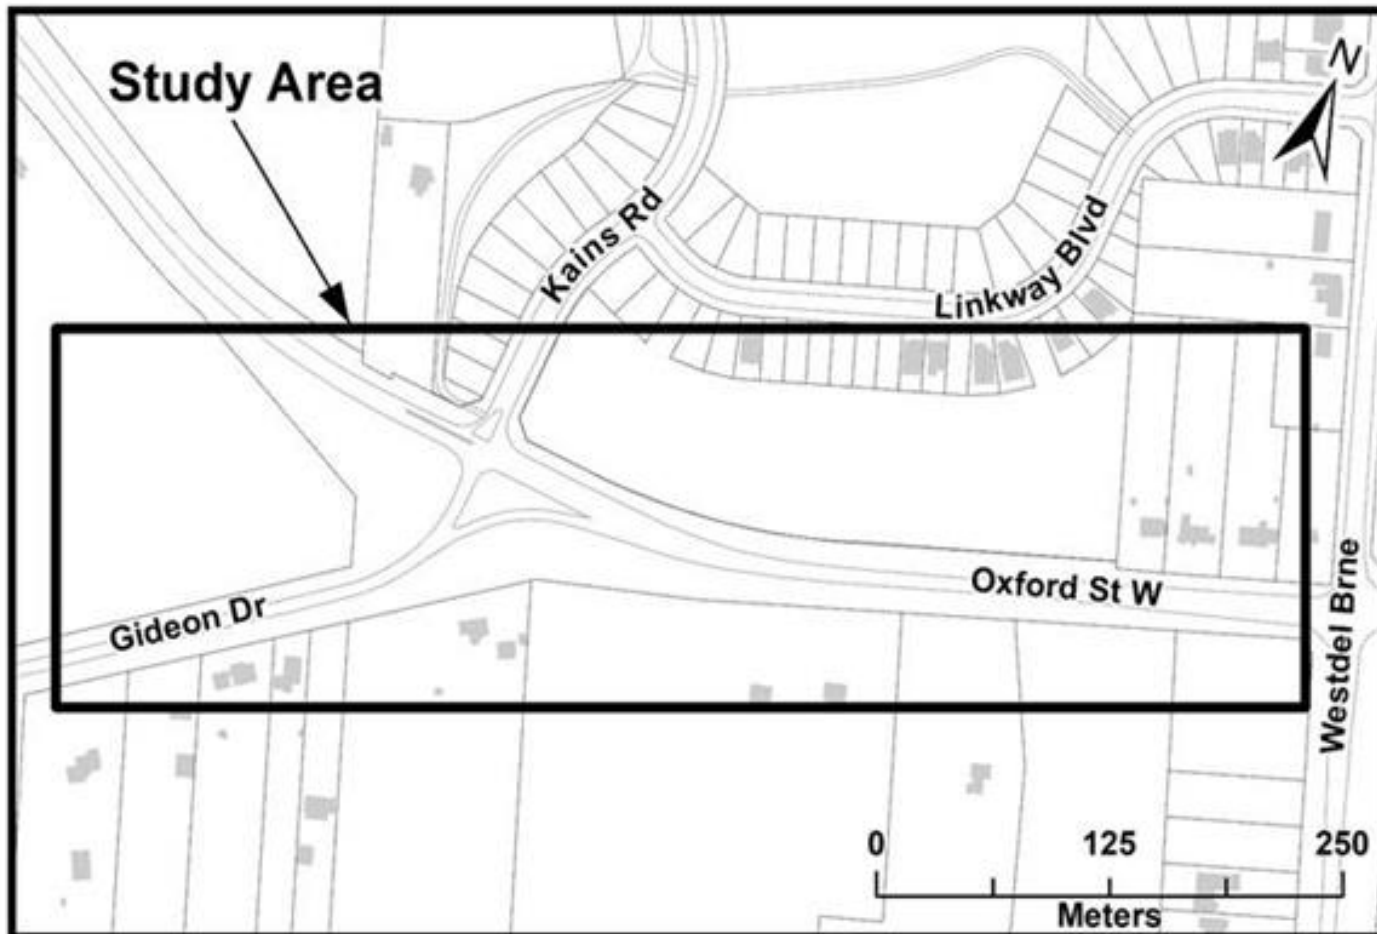 N
Study Area
Kains Rd
Linkway Blvd
Oxford St W
Gideon Dr
Westdel Brne
0 125 250
Meters